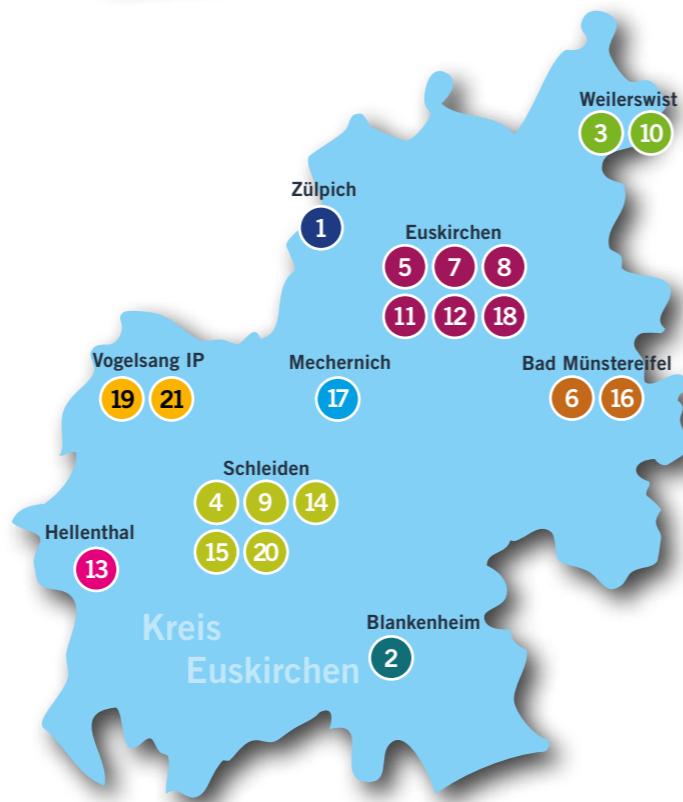 Weilerswist
3 10
Zülpich
1
Euskirchen
5 7 8
11 12 18
Vogelsang IP
19 21
Mechernich
17
Bad Münstereifel
6 16
Schleiden
4 9 14
15 20
Hellenthal
13
Blankenheim
2
Kreis
Euskirchen